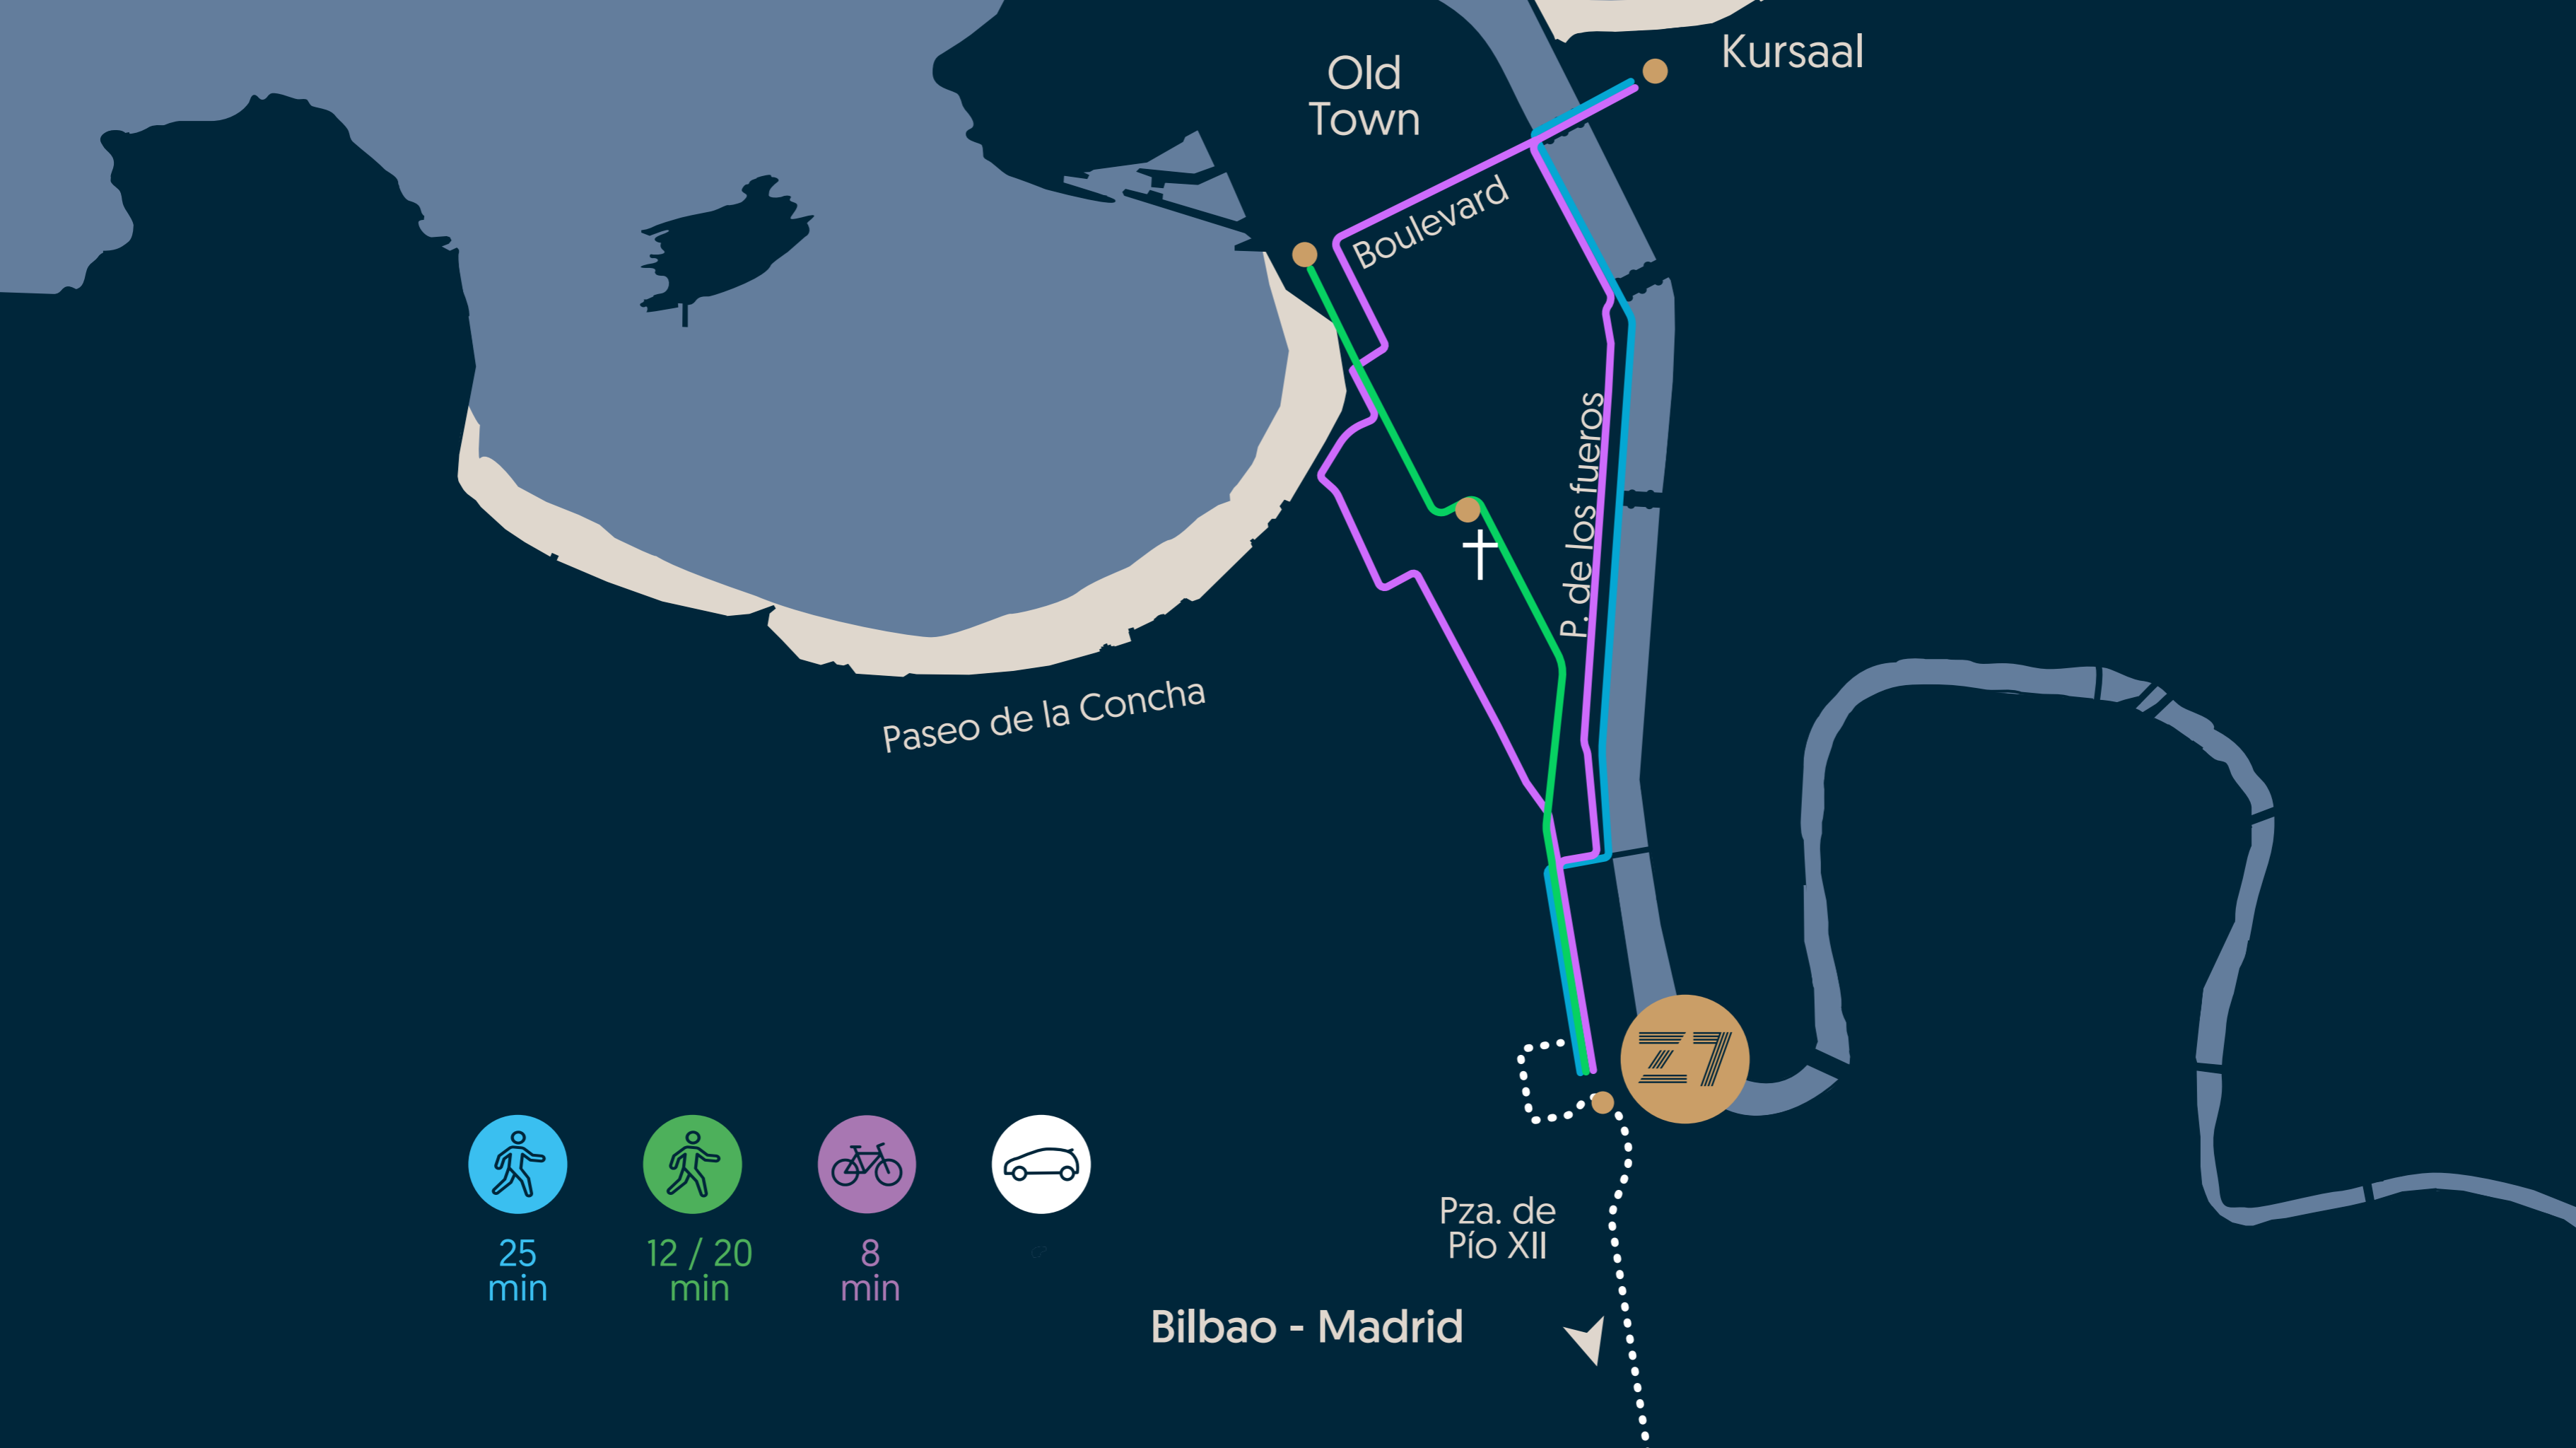 Kursaal
Old
Town
Boulevard
P. de los fueros
Paseo de la Concha
Z7
25
min
12 / 20
min
8
min
Pza. de
Pío XII
Bilbao - Madrid